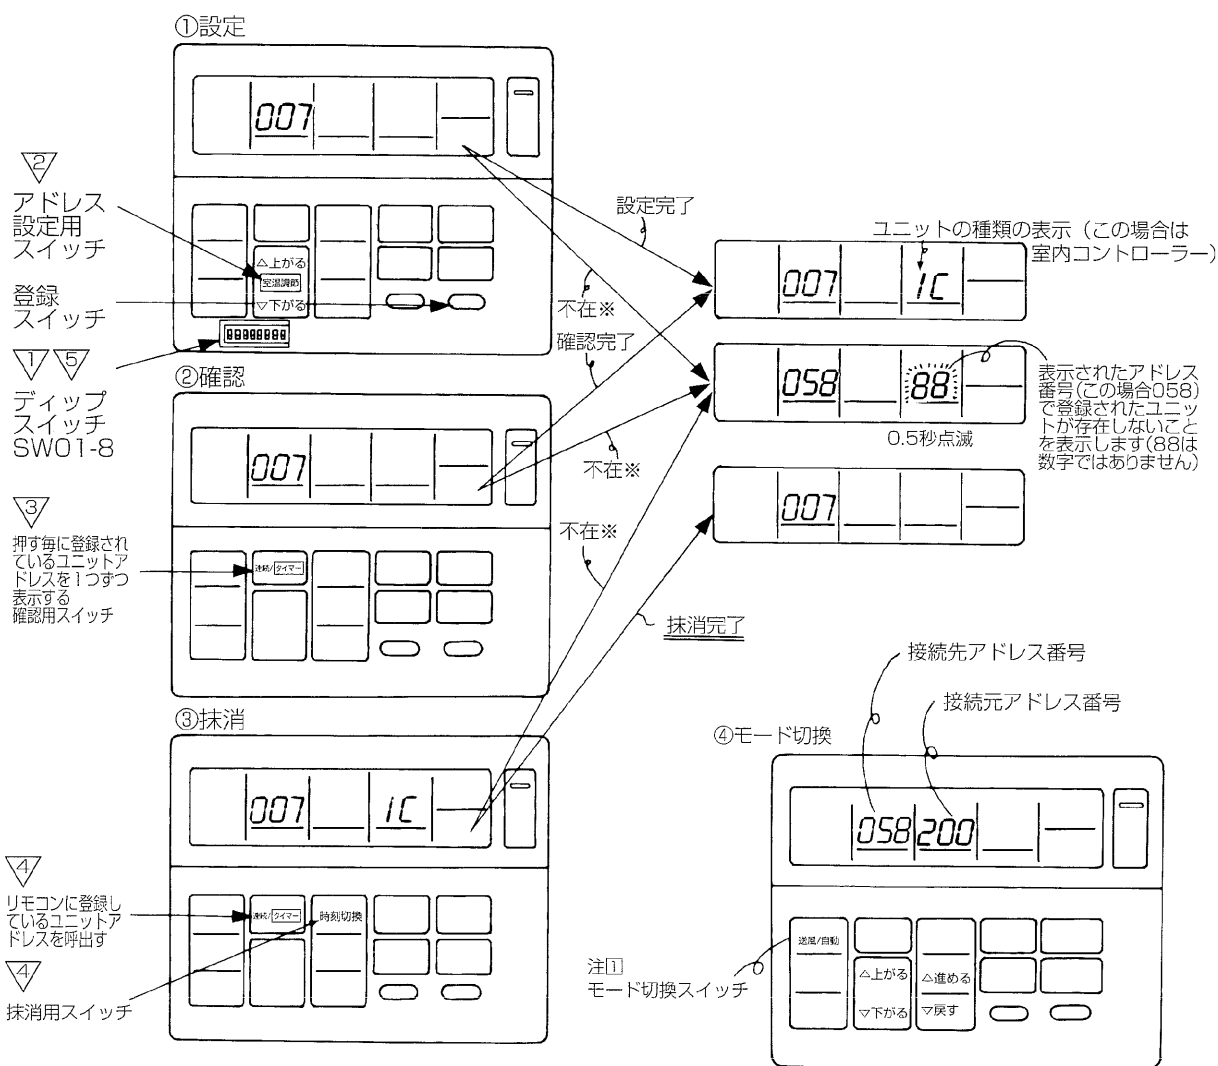 ①設定
007
②
アドレス
設定用
スイッチ
△上がる
室温調節
▽下がる
登録
スイッチ
① ⑤
ディップ
スイッチ
SW01-8
設定完了
不在※
ユニットの種類の表示(この場合は
室内コントローラー)
007
IC
確認完了
058
88
0.5秒点滅
表示されたアドレス
番号(この場合058)
で登録されたユニッ
トが存在しないこと
を表示します(88は
数字ではありません)
②確認
007
不在※
③
押す毎に登録され
ているユニットア
ドレスを1つずつ
表示する
確認用スイッチ
連続/タイマー
不在※
007
抹消完了
③抹消
007
IC
④
リモコンに登録し
ているユニットア
ドレスを呼出す
連続/タイマー
時刻切換
④
抹消用スイッチ
接続先アドレス番号
接続元アドレス番号
④モード切換
058
200
注1
モード切換スイッチ
送風/自動
△上がる
▽下がる
△進める
▽戻す